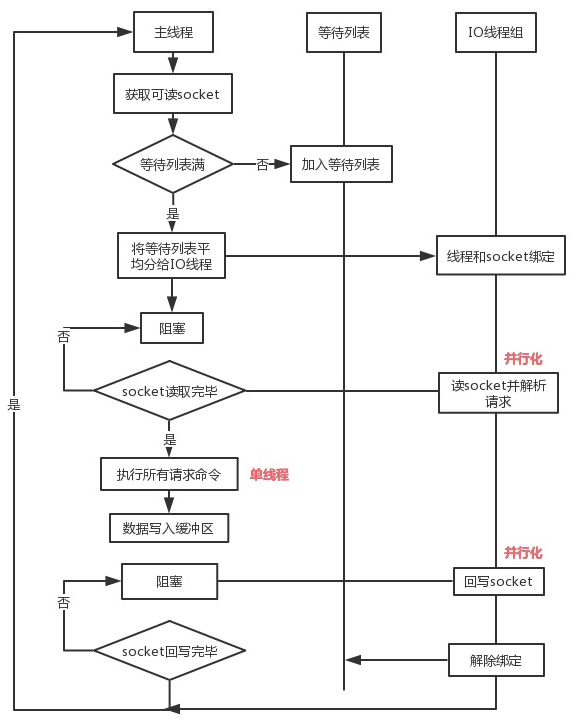 主线程
等待列表
IO线程组
获取可读socket
等待列表满
否
加入等待列表
是
将等待列表平
均分给IO线程
线程和socket绑定
阻塞
否
并行化
socket读取完毕
读socket并解析
请求
是
是
执行所有请求命令
单线程
数据写入缓冲区
并行化
阻塞
回写socket
否
socket回写完毕
解除绑定